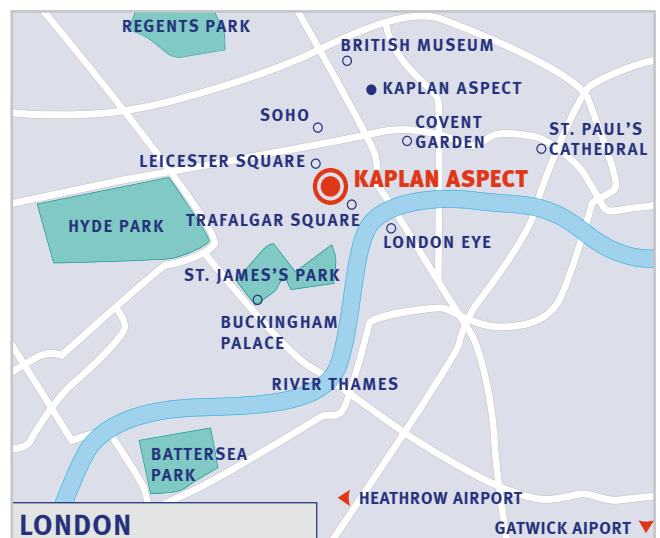 REGENTS PARK
BRITISH MUSEUM
KAPLAN ASPECT
SOHO
COVENT
GARDEN
ST. PAUL'S
CATHEDRAL
LEICESTER SQUARE
KAPLAN ASPECT
HYDE PARK
TRAFALGAR SQUARE
LONDON EYE
ST. JAMES'S PARK
BUCKINGHAM
PALACE
RIVER THAMES
BATTERSEA
PARK
HEATHROW AIRPORT
LONDON
GATWICK AIPORT